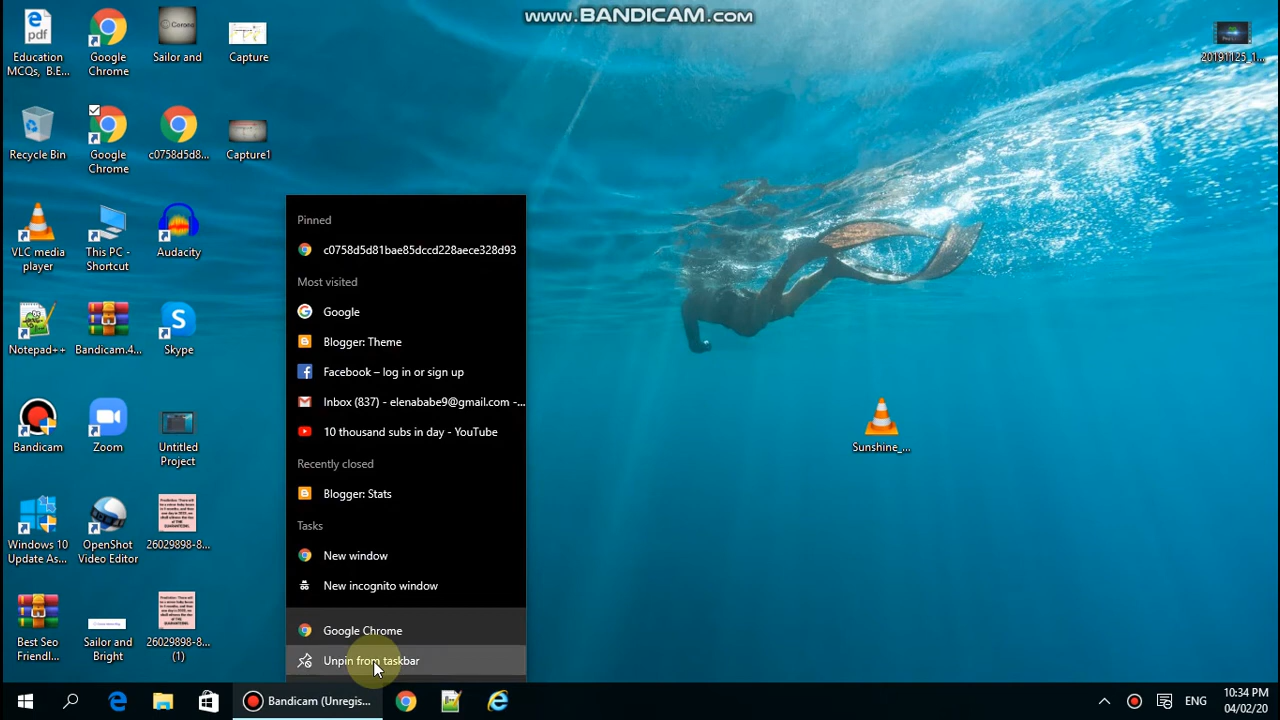 www.BANDICAM.com
Education
MCQs, B.E...
Google
Chrome
Sailor and
Capture
20191125_1...
Recycle Bin
Google
Chrome
c0758d5d8...
Capture1
VLC media
player
This PC -
Shortcut
Audacity
Notepad++
Bandicam.4...
Skype
Bandicam
Zoom
Untitled
Project
Windows 10
Update As...
OpenShot
Video Editor
26029898-8...
Best Seo
Friendl...
Sailor and
Bright
26029898-8...
(1)
Pinned
c0758d5d81bae85dccd228aece328d93
Most visited
Google
Blogger: Theme
Facebook – log in or sign up
Inbox (837) - elenababe9@gmail.com -...
10 thousand subs in day - YouTube
Recently closed
Blogger: Stats
Tasks
New window
New incognito window
Google Chrome
Unpin from taskbar
Sunshine_...
Bandicam (Unregis...
ENG
10:34 PM
04/02/20